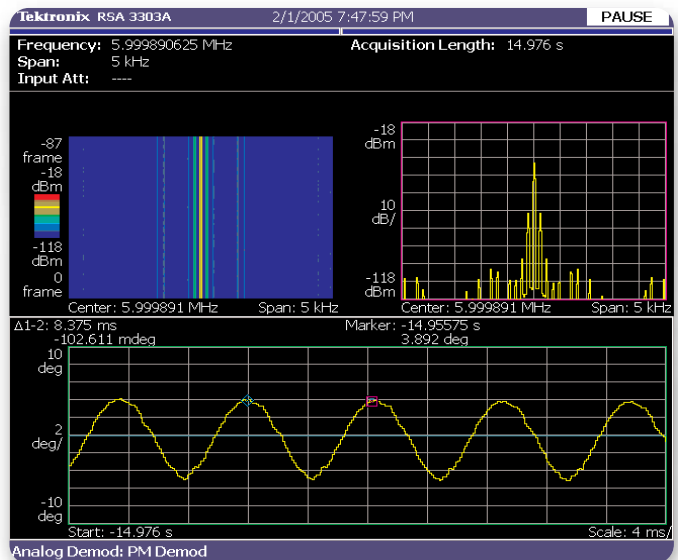 Tektronix RSA 3303A 2/1/2005 7:47:59 PM PAUSE
Frequency: 5.999890625 MHz Acquisition Length: 14.976 s
Span: 5 kHz
Input Att: ----
-87
frame
-18
dBm
-118
dBm
0
frame
Center: 5.999891 MHz Span: 5 kHz
-18
dBm
10
dB/
-118
dBm
Center: 5.999891 MHz Span: 5 kHz
Δ1-2: 8.375 ms Marker: -14.95575 s
-102.611 mdeg 3.892 deg
10
deg
2
deg/
-10
deg
Start: -14.976 s Scale: 4 ms/
Analog Demod: PM Demod